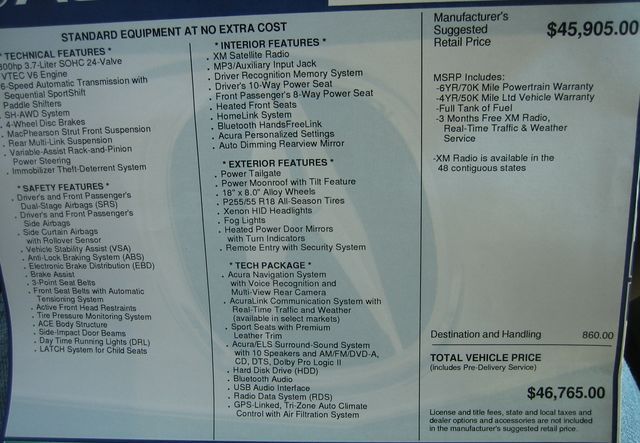 STANDARD EQUIPMENT AT NO EXTRA COST
* TECHNICAL FEATURES *
300hp 3.7-Liter SOHC 24-Valve
VTEC V6 Engine
6-Speed Automatic Transmission with
Sequential SportShift
Paddle Shifters
. SH-AWD System
. 4-Wheel Disc Brakes
. MacPhearson Strut Front Suspension
. Rear Multi-Link Suspension
. Variable-Assist Rack-and-Pinion
Power Steering
. Immobilizer Theft-Deterrent System
* SAFETY FEATURES *
. Driver's and Front Passenger's
Dual-Stage Airbags (SRS)
. Driver's and Front Passenger's
Side Airbags
. Side Curtain Airbags
with Rollover Sensor
. Vehicle Stability Assist (VSA)
. Anti-Lock Braking System (ABS)
. Electronic Brake Distribution (EBD)
. Brake Assist
. 3-Point Seat Belts
. Front Seat Belts with Automatic
Tensioning System
. Active Front Head Restraints
. Tire Pressure Monitoring System
. ACE Body Structure
. Side-Impact Door Beams
. Day Time Running Lights (DRL)
. LATCH System for Child Seats
* INTERIOR FEATURES *
. XM Satellite Radio
. MP3/Auxiliary Input Jack
. Driver Recognition Memory System
. Driver's 10-Way Power Seat
. Front Passenger's 8-Way Power Seat
. Heated Front Seats
. HomeLink System
. Bluetooth HandsFreeLink
. Acura Personalized Settings
. Auto Dimming Rearview Mirror
* EXTERIOR FEATURES *
. Power Tailgate
. Power Moonroof with Tilt Feature
. 18" x 8.0" Alloy Wheels
. P255/55 R18 All-Season Tires
. Xenon HID Headlights
. Fog Lights
. Heated Power Door Mirrors
with Turn Indicators
. Remote Entry with Security System
* TECH PACKAGE *
. Acura Navigation System
with Voice Recognition and
Multi-View Rear Camera
. AcuraLink Communication System with
Real-Time Traffic and Weather
(available in select markets)
. Sport Seats with Premium
Leather Trim
. Acura/ELS Surround-Sound System
with 10 Speakers and AM/FM/DVD-A,
CD, DTS, Dolby Pro Logic II
. Hard Disk Drive (HDD)
. Bluetooth Audio
. USB Audio Interface
. Radio Data System (RDS)
. GPS-Linked, Tri-Zone Auto Climate
Control with Air Filtration System
Manufacturer's
Suggested
Retail Price
$45,905.00
MSRP Includes:
-6YR/70K Mile Powertrain Warranty
-4YR/50K Mile Ltd Vehicle Warranty
-Full Tank of Fuel
-3 Months Free XM Radio,
Real-Time Traffic & Weather
Service
-XM Radio is available in the
48 contiguous states
Destination and Handling 860.00
TOTAL VEHICLE PRICE
(includes Pre-Delivery Service)
$46,765.00
License and title fees, state and local taxes and
dealer options and accessories are not included
in the manufacturer's suggested retail price.